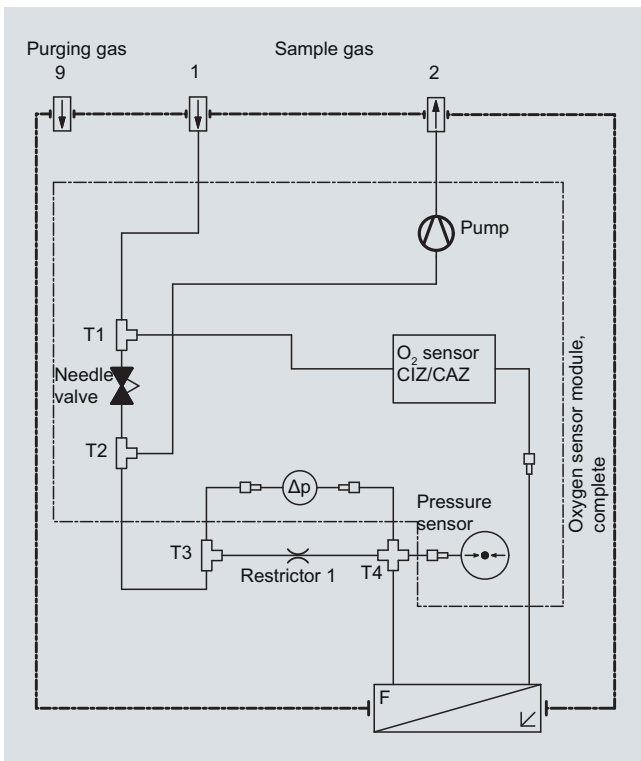 Purging gas
Sample gas
9
1
2
Pump
T1
O₂ sensor
CIZ/CAZ
Needle
valve
T2
Δp
Pressure
sensor
T3
Restrictor 1
T4
Oxygen sensor module,
complete
F